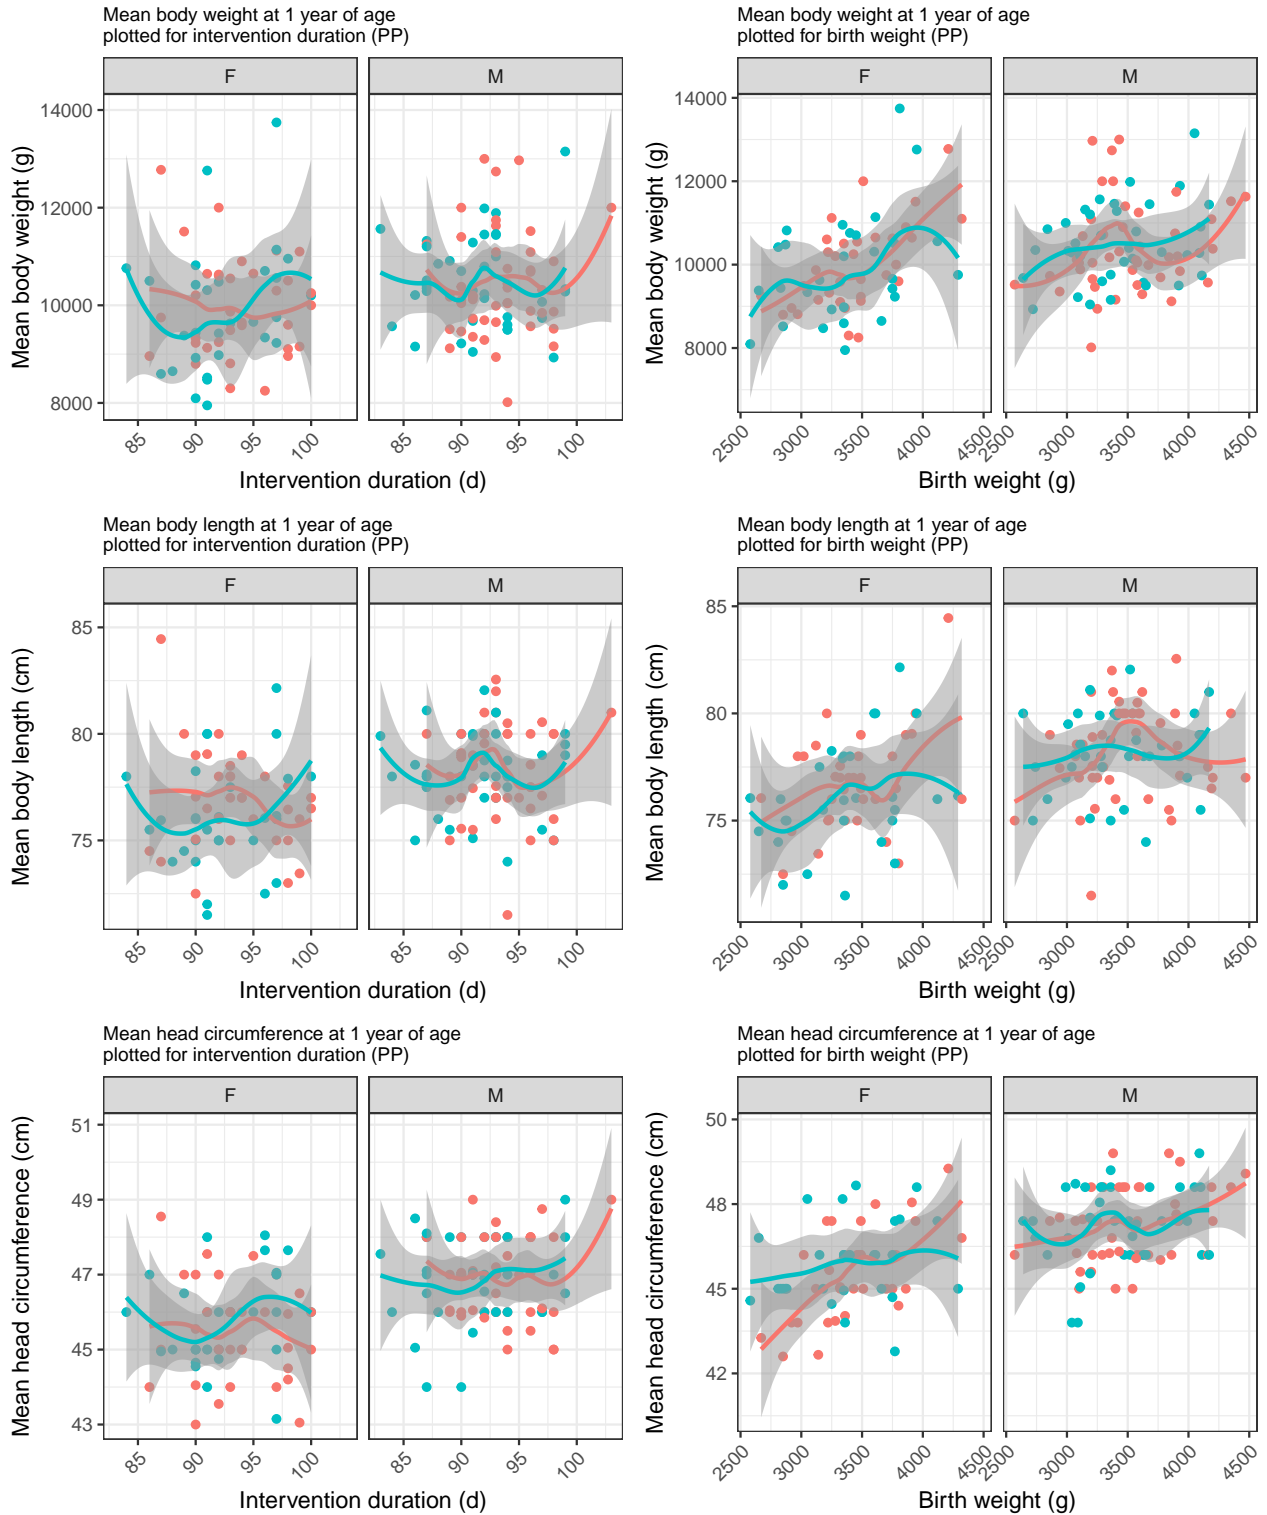 Mean body weight at 1 year of age
plotted for intervention duration (PP)
F
M
14000
12000
10000
8000
Mean body weight (g)
85
90
95
100
85
90
95
100
Intervention duration (d)
Mean body weight at 1 year of age
plotted for birth weight (PP)
F
M
14000
12000
10000
8000
Mean body weight (g)
2500
3000
3500
4000
4500
2500
3000
3500
4000
4500
Birth weight (g)
Mean body length at 1 year of age
plotted for intervention duration (PP)
F
M
85
80
75
Mean body length (cm)
85
90
95
100
85
90
95
100
Intervention duration (d)
Mean body length at 1 year of age
plotted for birth weight (PP)
F
M
85
80
75
Mean body length (cm)
2500
3000
3500
4000
4500
2500
3000
3500
4000
4500
Birth weight (g)
Mean head circumference at 1 year of age
plotted for intervention duration (PP)
F
M
51
49
47
45
43
Mean head circumference (cm)
85
90
95
100
85
90
95
100
Intervention duration (d)
Mean head circumference at 1 year of age
plotted for birth weight (PP)
F
M
50
48
45
42
Mean head circumference (cm)
2500
3000
3500
4000
4500
2500
3000
3500
4000
4500
Birth weight (g)